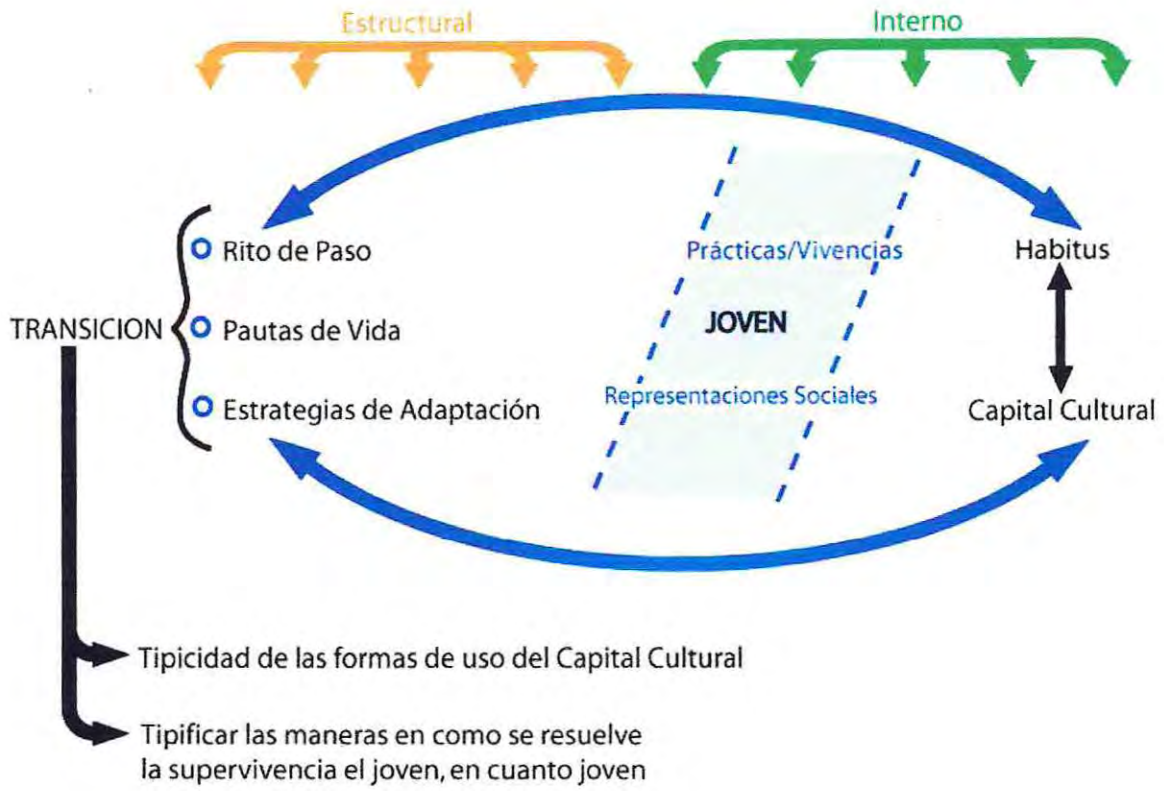 Estructural
Interno
Rito de Paso
Prácticas/Vivencias
Habitus
TRANSICION
Pautas de Vida
JOVEN
Estrategias de Adaptación
Representaciones Sociales
Capital Cultural
Tipicidad de las formas de uso del Capital Cultural
Tipificar las maneras en como se resuelve
la supervivencia el joven, en cuanto joven